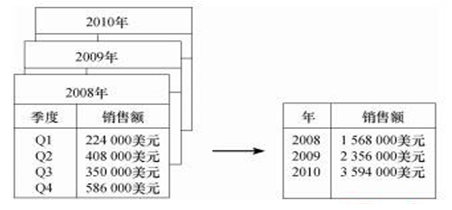 2010年
2009年
2008年
季度 销售额
Q1 224 000美元
Q2 408 000美元
Q3 350 000美元
Q4 586 000美元
年 销售额
2008 1 568 000美元
2009 2 356 000美元
2010 3 594 000美元